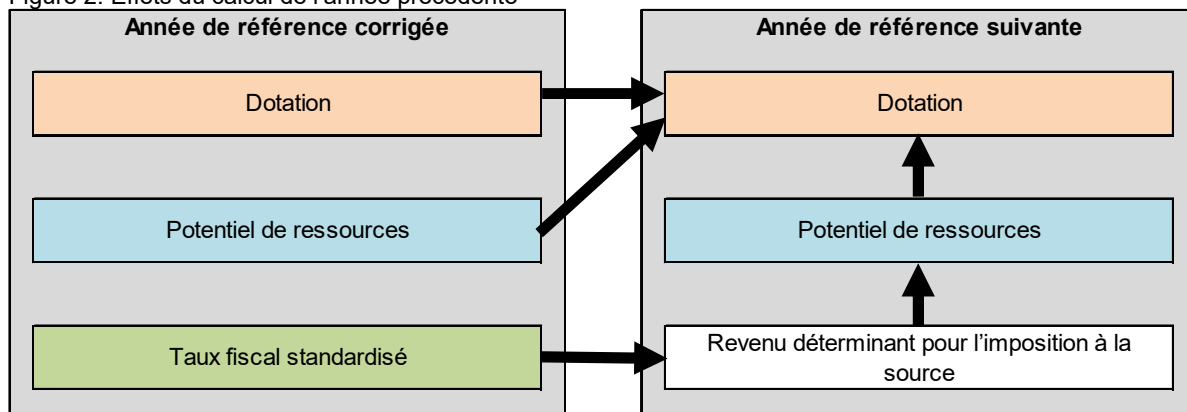 Figure 2: Effets du calcul de l'année précédente
Année de référence corrigée
Dotation
Potentiel de ressources
Taux fiscal standardisé
Année de référence suivante
Dotation
Potentiel de ressources
Revenu déterminant pour l'imposition à la
source